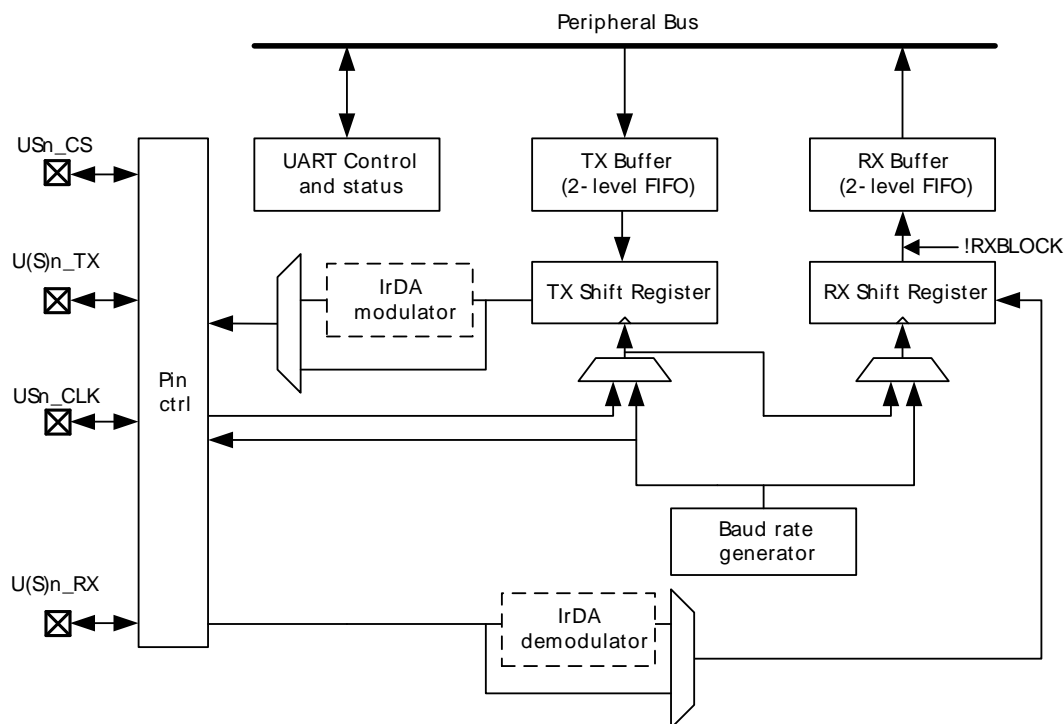 Peripheral Bus
USn_CS
UART Control
and status
TX Buffer
(2- level FIFO)
RX Buffer
(2- level FIFO)
!RXBLOCK
U(S)n_TX
IrDA
modulator
TX Shift Register
RX Shift Register
Pin
ctrl
USn_CLK
Baud rate
generator
U(S)n_RX
IrDA
demodulator